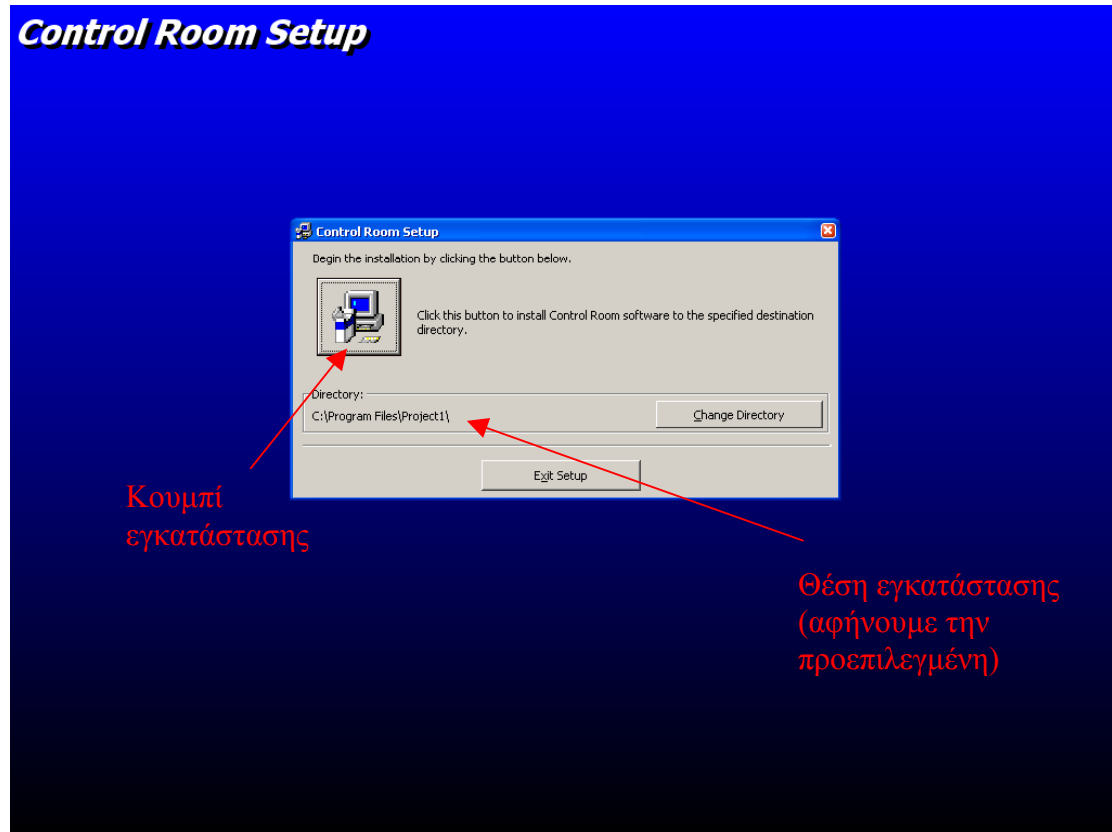 Control Room Setup
Control Room Setup
Begin the installation by clicking the button below.
Click this button to install Control Room software to the specified destination
directory.
Directory:
C:\Program Files\Project1\
Change Directory
Exit Setup
Κουμπί
εγκατάστασης
Θέση εγκατάστασης
(αφήνουμε την
προεπιλεγμένη)